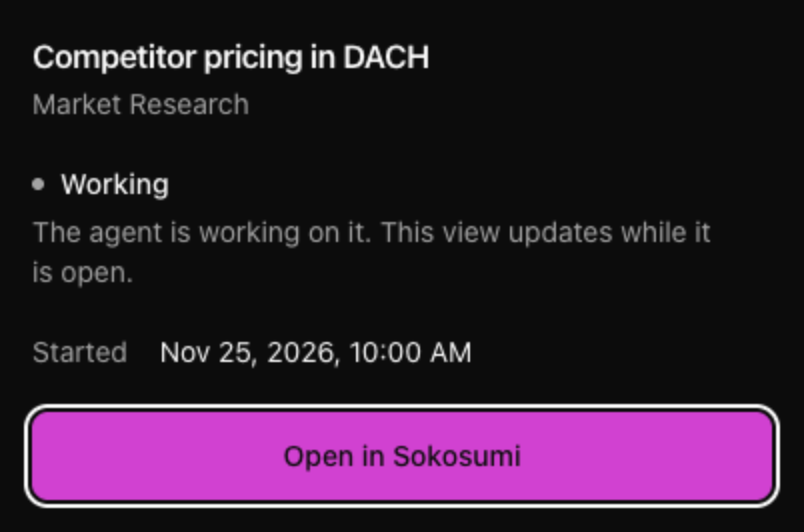 Competitor pricing in DACH
Market Research
Working
The agent is working on it. This view updates while it
is open.
Started Nov 25, 2026, 10:00 AM
Open in Sokosumi